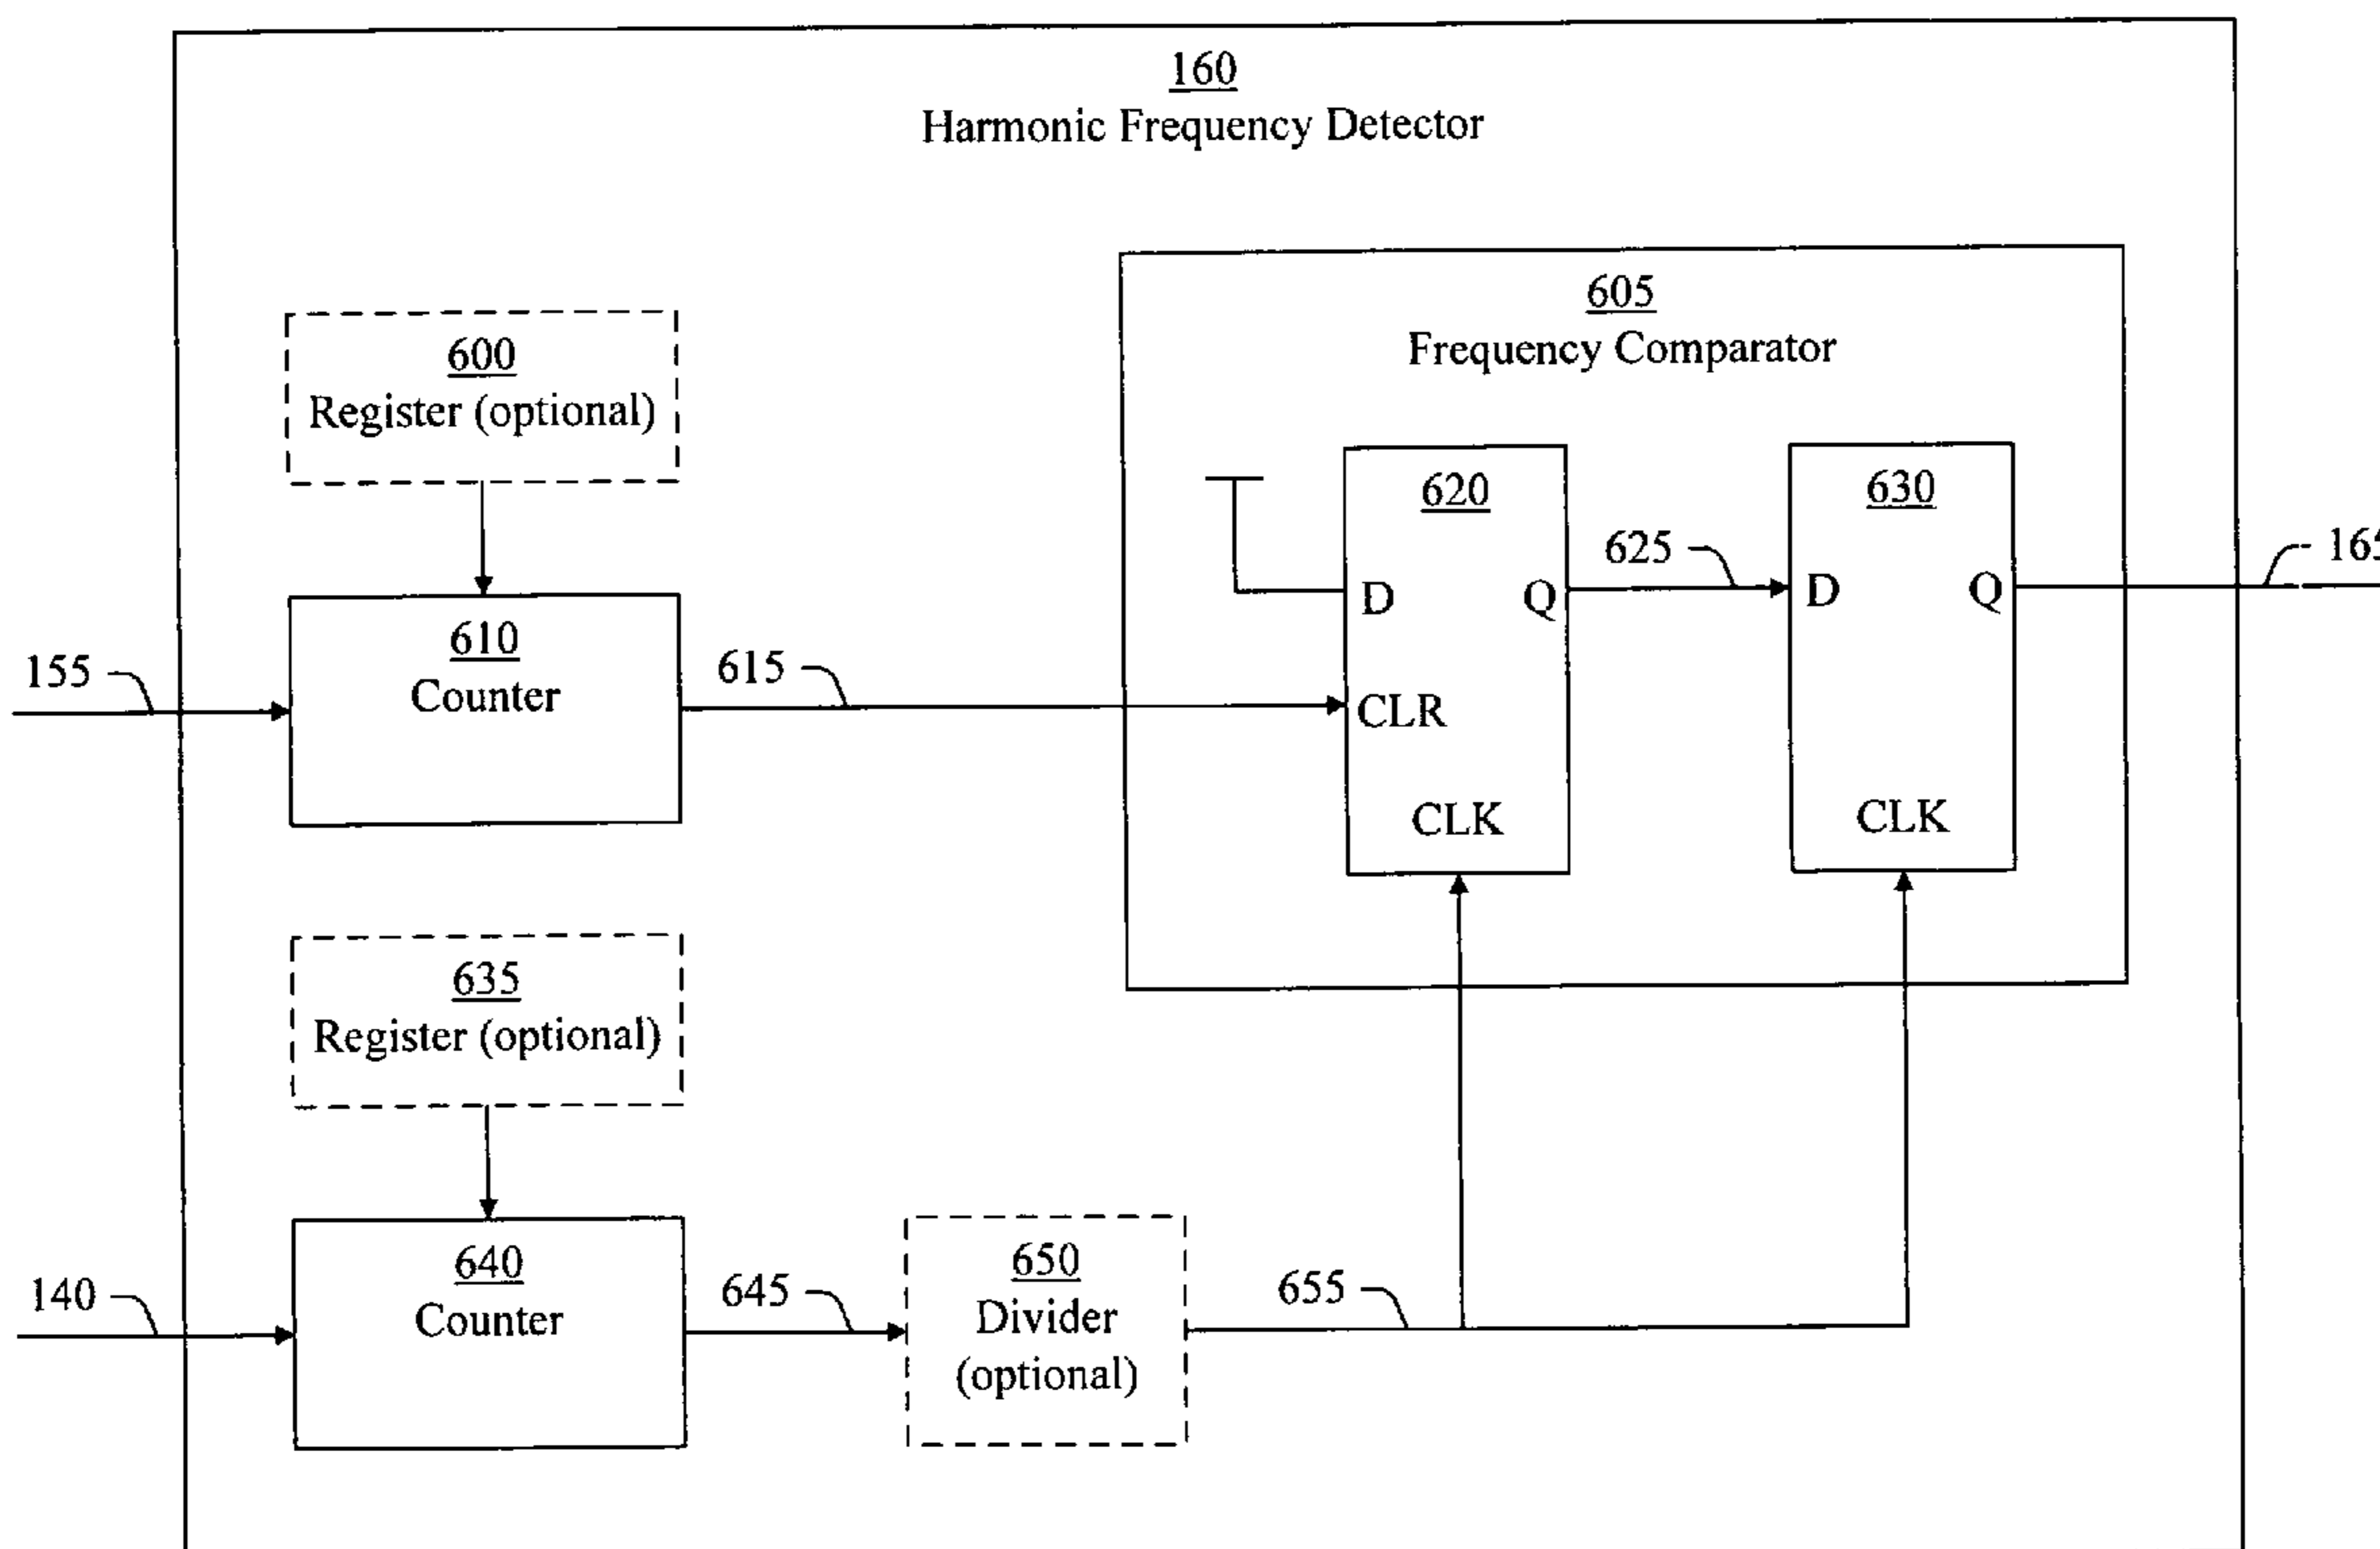 160
Harmonic Frequency Detector
605
Frequency Comparator
600
Register (optional)
620
630
625
165
D
Q
D
Q
610
Counter
155
615
CLR
CLK
CLK
635
Register (optional)
640
Counter
140
645
650
Divider
(optional)
655